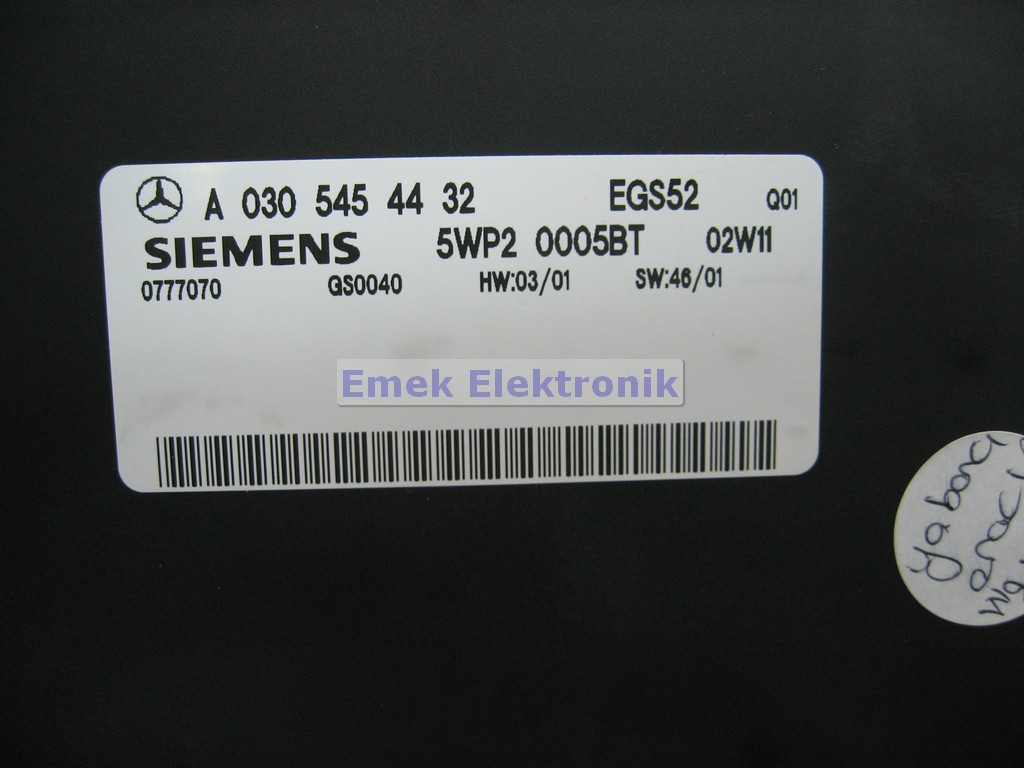 A 030 545 44 32 EGS52 Q01
SIEMENS 5WP2 0005BT 02W11
0777070 GS0040 HW:03/01 SW:46/01
Emek Elektronik